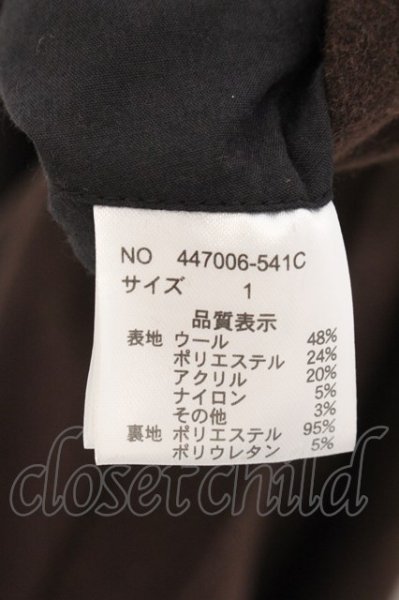 NO 447006-541C
サイズ 1
品質表示
表地 ウール 48%
ポリエステル 24%
アクリル 20%
ナイロン 5%
その他 3%
裏地 ポリエステル 95%
ポリウレタン 5%
closetchild